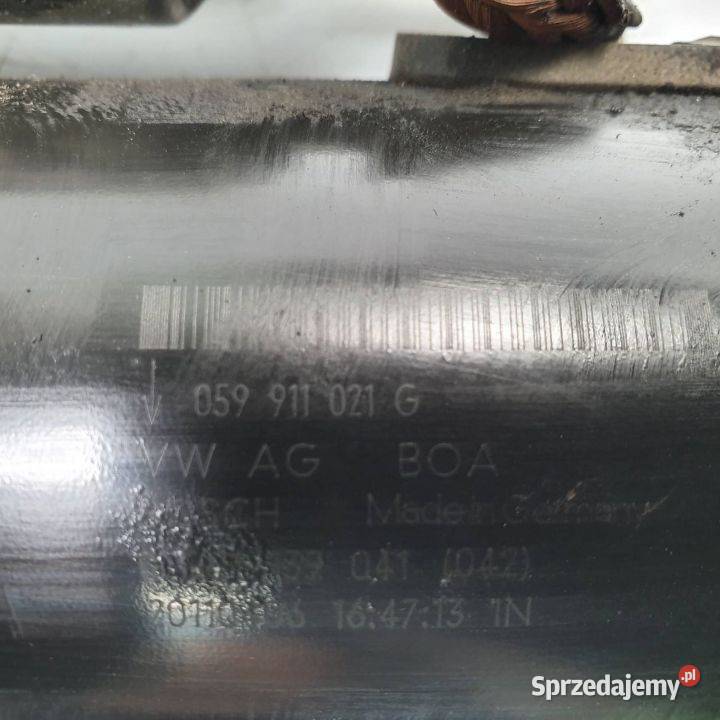 059 911 021 G
VW AG BOA
Made in Germany
041 (042)
16:47:13 1N
Sprzedajemy.pl